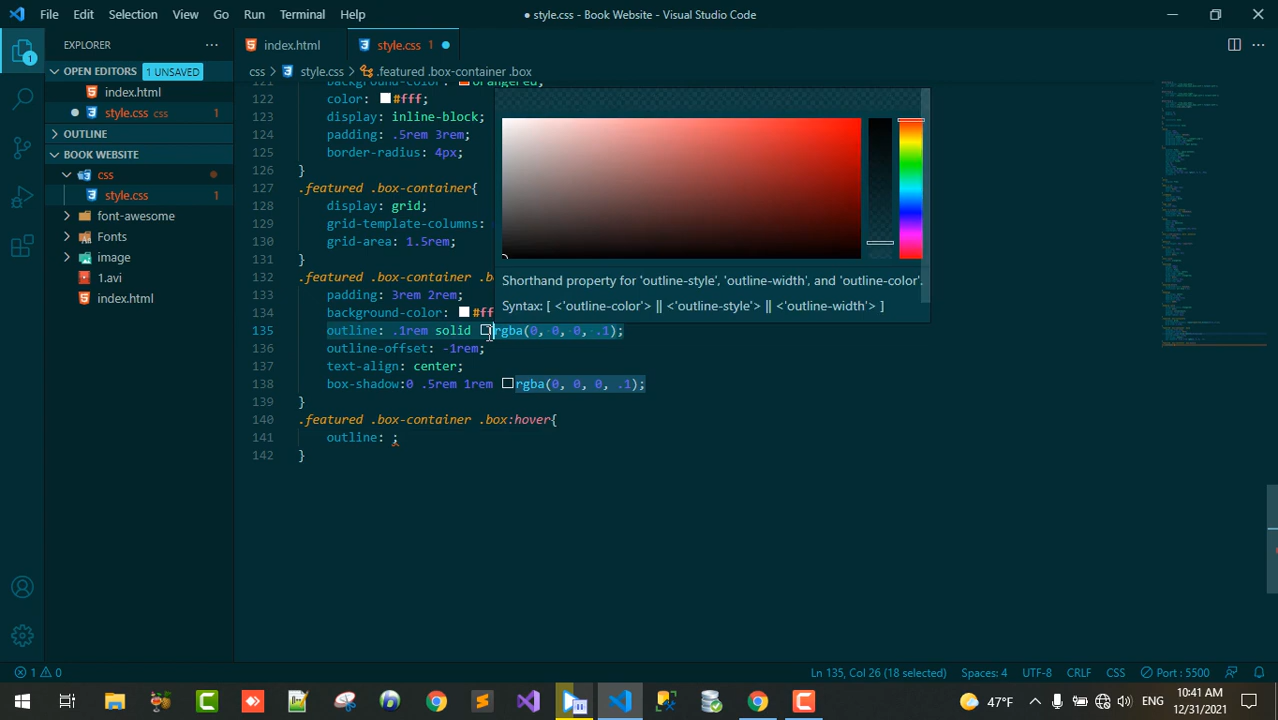 File Edit Selection View Go Run Terminal Help
● style.css - Book Website - Visual Studio Code
EXPLORER
index.html
style.css 1
OPEN EDITORS 1 UNSAVED
css > style.css > .featured .box-container .box
index.html
style.css css 1
OUTLINE
BOOK WEBSITE
css
style.css 1
font-awesome
Fonts
image
1.avi
index.html
122 color: #fff;
123 display: inline-block;
124 padding: .5rem 3rem;
125 border-radius: 4px;
126 }
127 .featured .box-container{
128 display: grid;
129 grid-template-columns:
130 grid-area: 1.5rem;
131 }
132 .featured .box-container .b
133 padding: 3rem 2rem;
134 background-color: #ff
135 outline: .1rem solid rgba(0, 0, 0, .1);
136 outline-offset: -1rem;
137 text-align: center;
138 box-shadow:0 .5rem 1rem rgba(0, 0, 0, .1);
139 }
140 .featured .box-container .box:hover{
141 outline: ;
142 }
Shorthand property for 'outline-style', 'outline-width', and 'outline-color'.
Syntax: [ <'outline-color'> || <'outline-style'> || <'outline-width'> ]
1 0
Ln 135, Col 26 (18 selected) Spaces: 4 UTF-8 CRLF CSS Port : 5500
47°F ENG 10:41 AM
12/31/2021